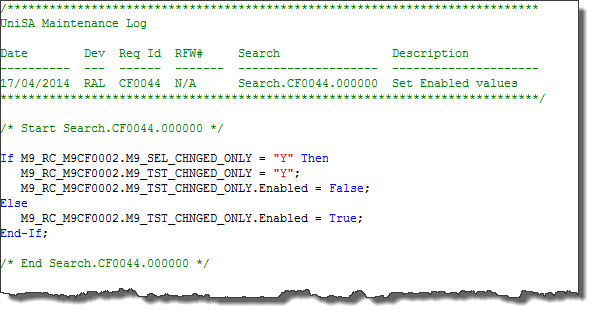 /****************************************************************************
UniSA Maintenance Log

Date       Dev  Req Id  RFW#     Search                Description
---------- ---  ------  -------  --------------------  ---------------------
17/04/2014 RAL  CF0044  N/A      Search.CF0044.000000  Set Enabled values
*****************************************************************************/

/* Start Search.CF0044.000000 */

If M9_RC_M9CF0002.M9_SEL_CHNGED_ONLY = "Y" Then
   M9_RC_M9CF0002.M9_TST_CHNGED_ONLY = "Y";
   M9_RC_M9CF0002.M9_TST_CHNGED_ONLY.Enabled = False;
Else
   M9_RC_M9CF0002.M9_TST_CHNGED_ONLY.Enabled = True;
End-If;

/* End Search.CF0044.000000 */